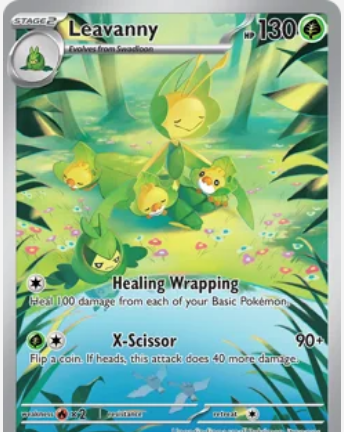 STAGE 2
Leavanny
HP 130
Evolves from Swadloon
Healing Wrapping
Heal 100 damage from each of your Basic Pokémon.
X-Scissor 90+
Flip a coin. If heads, this attack does 40 more damage.
weakness ×2 resistance retreat